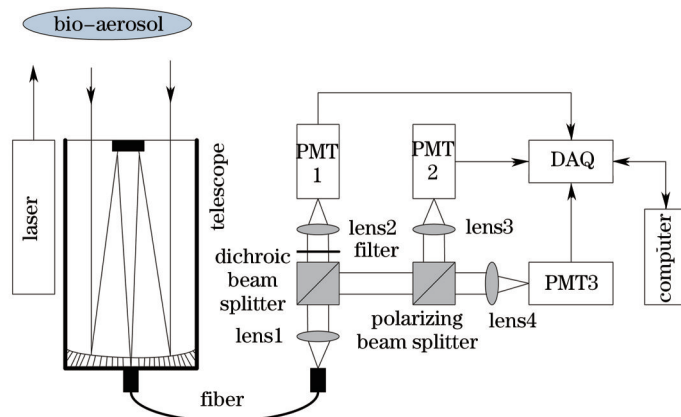 bio-aerosol
laser
telescope
fiber
PMT
1
PMT
2
DAQ
computer
lens2
filter
lens3
dichroic
beam
splitter
lens1
polarizing
beam splitter
lens4
PMT3